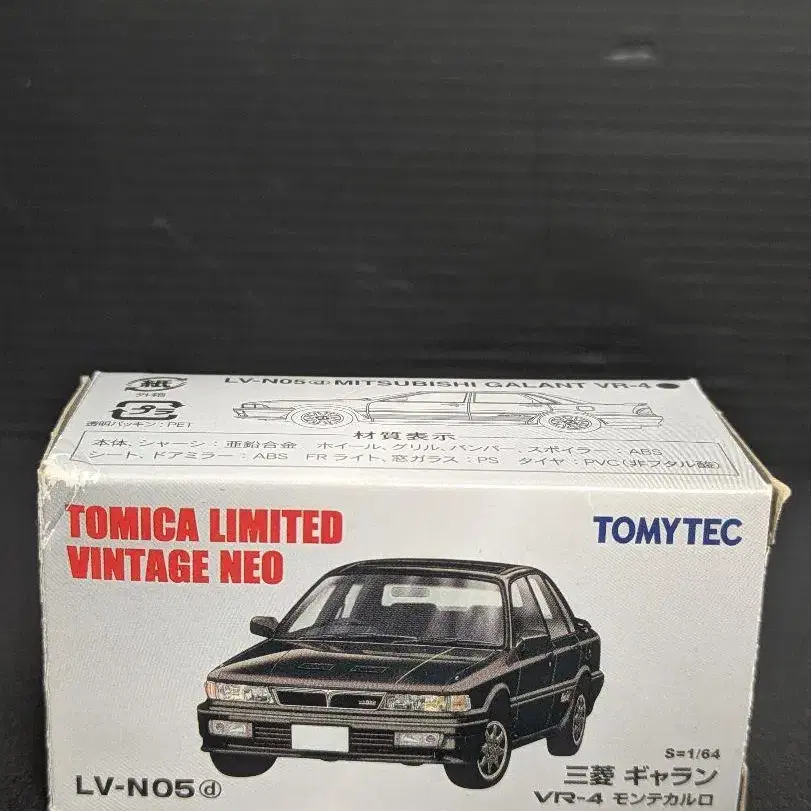 紙
外箱
LV-N05ⓓMITSUBISHI GALANT VR-4●
プラ
透明パッキン:PET
材質表示
本体、シャーシ:亜鉛合金 ホイール、グリル、バンパー、スポイラー:ABS
シート、ドアミラー:ABS FRライト、窓ガラス:PS タイヤ:PVC(非フタル酸)
TOMICA LIMITED
VINTAGE NEO
TOMYTEC
S=1/64
LV-N05ⓓ
三菱 ギャラン
VR-4 モンテカルロ